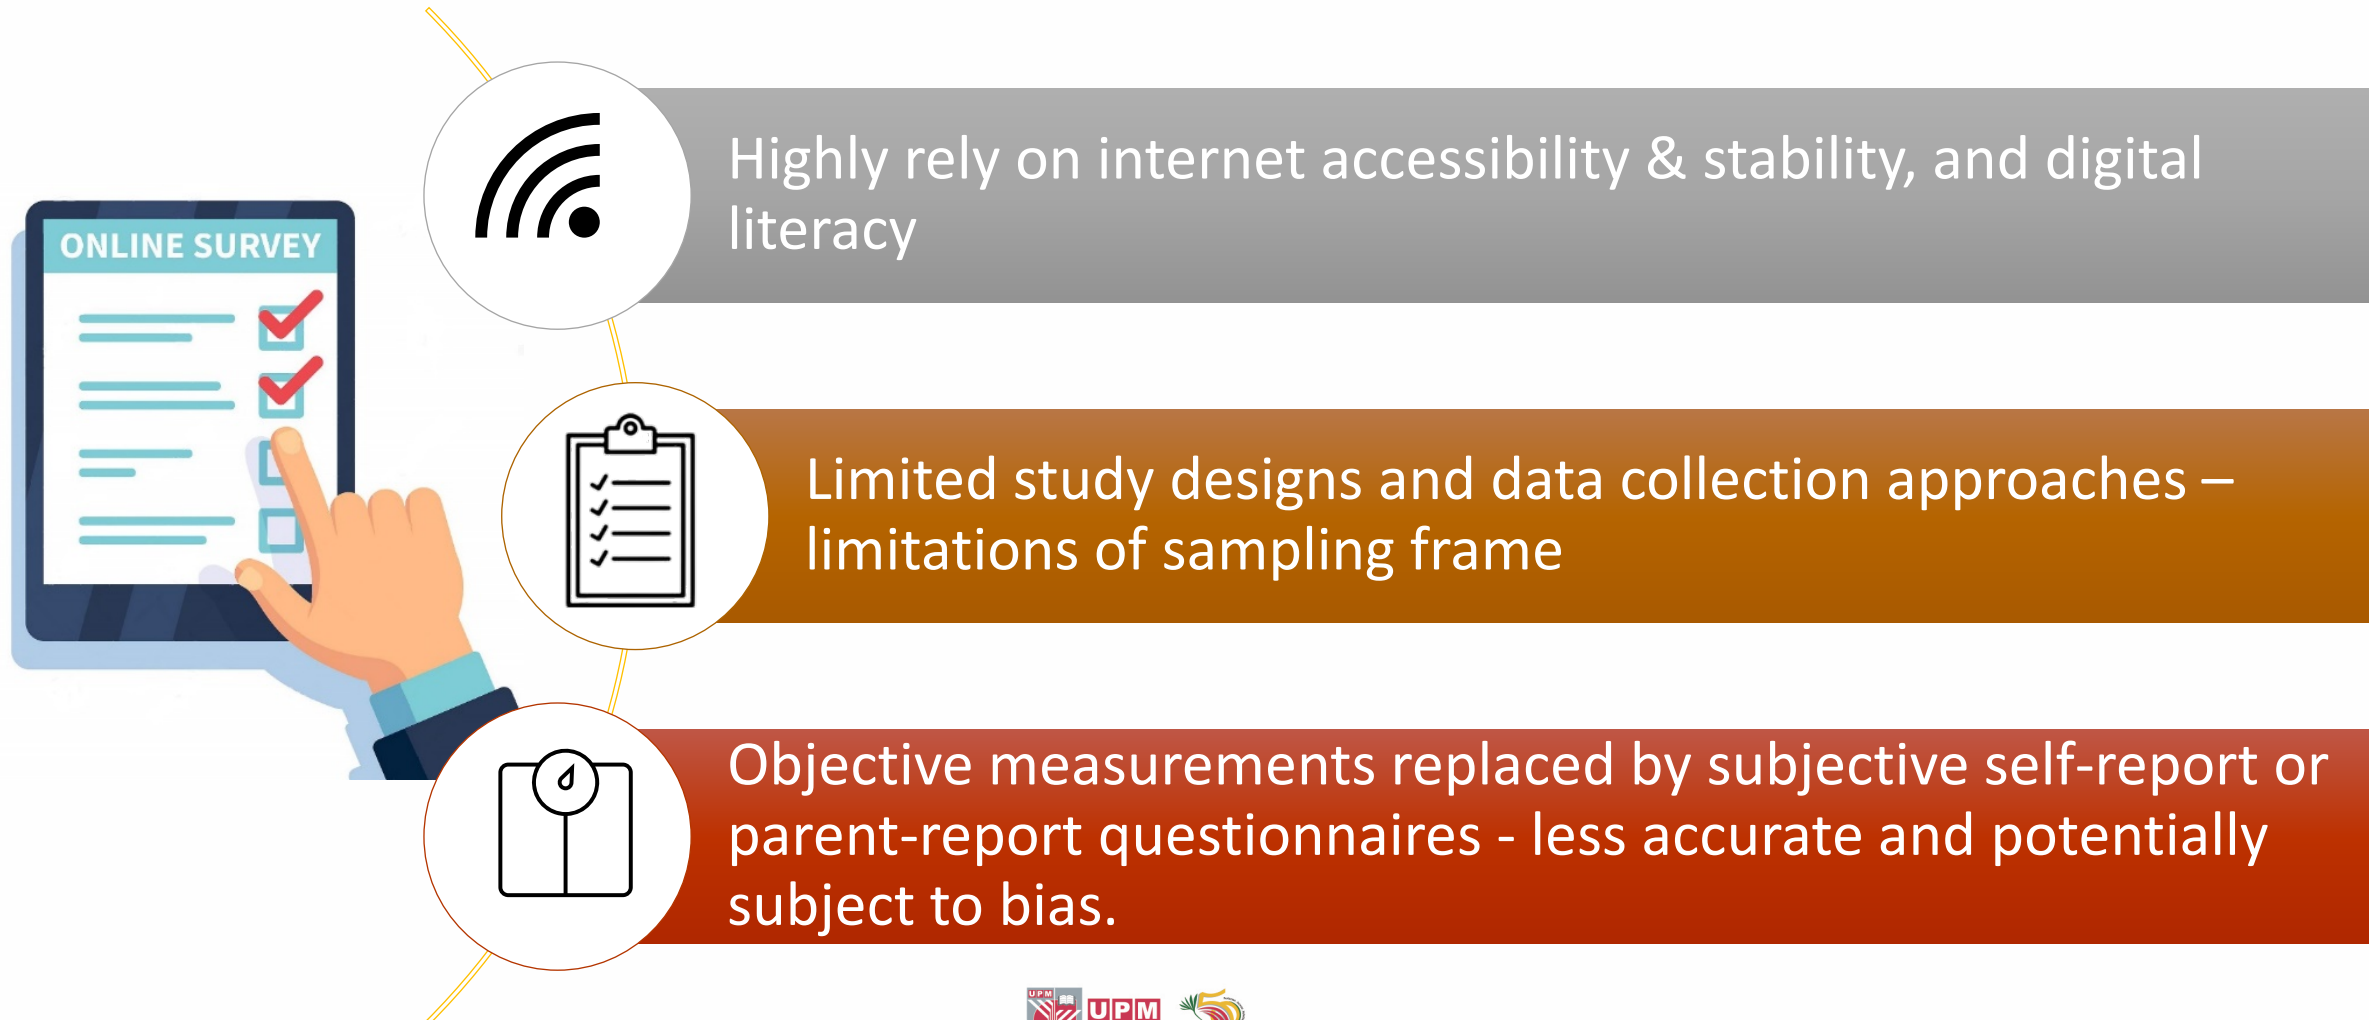 ONLINE SURVEY
Highly rely on internet accessibility & stability, and digital
literacy
Limited study designs and data collection approaches –
limitations of sampling frame
Objective measurements replaced by subjective self-report or
parent-report questionnaires - less accurate and potentially
subject to bias.
UPM
UPM